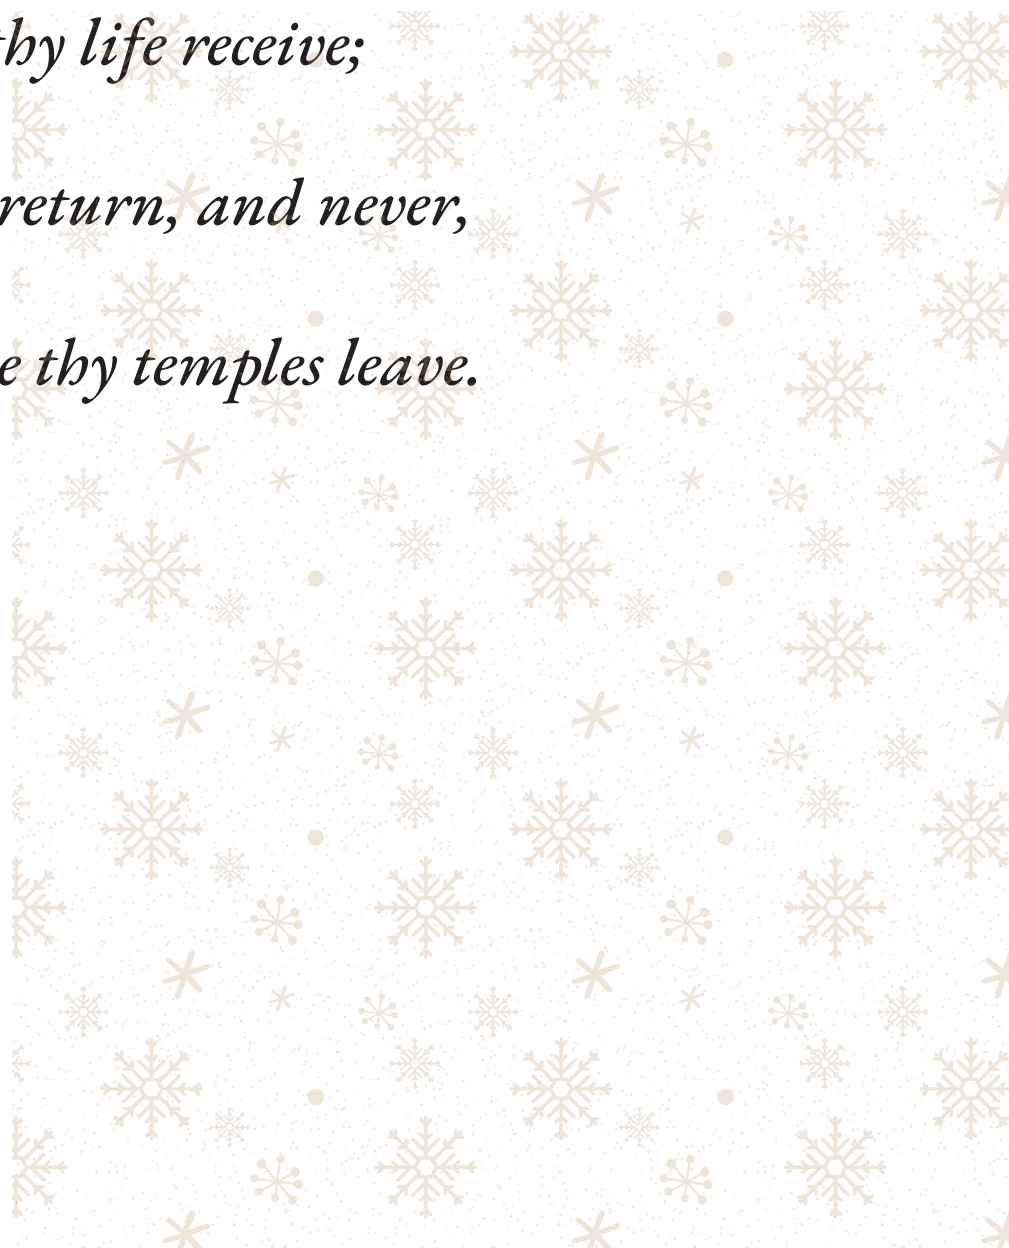 thy life receive;
return, and never,
thy temples leave.